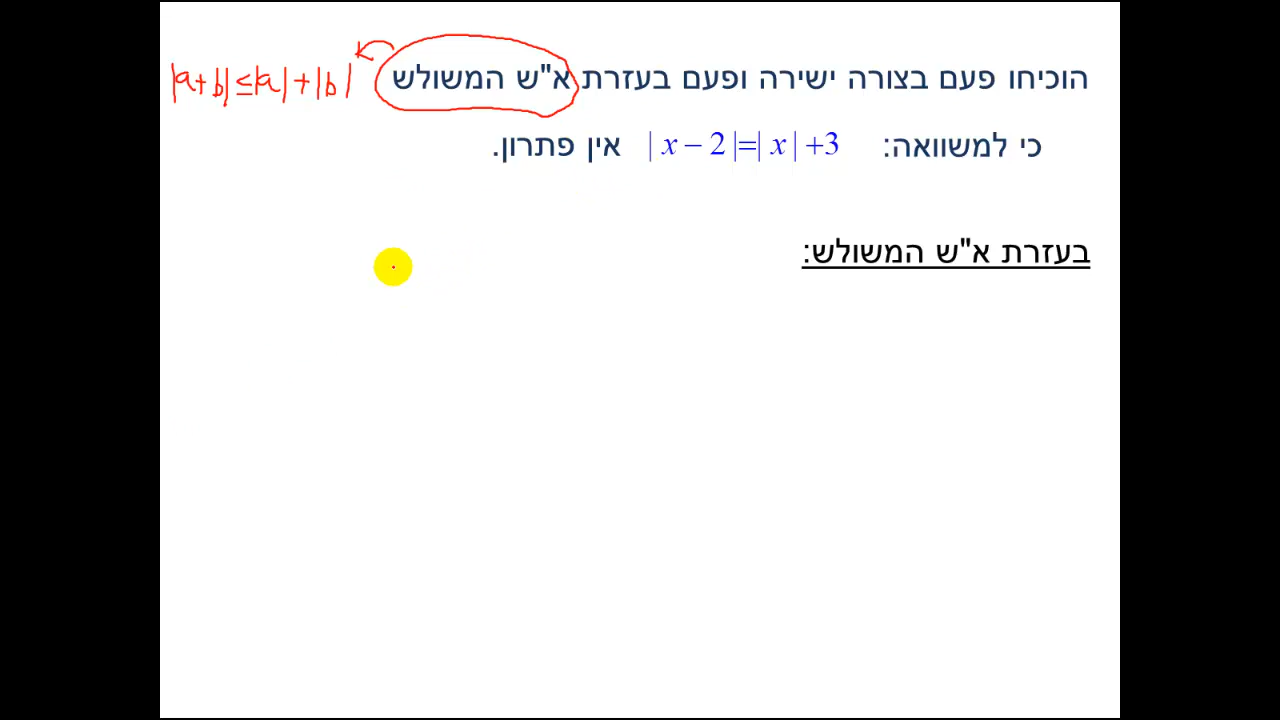 הוכיחו פעם בצורה ישירה ופעם בעזרת א"ש המשולש |a+b|≤|a|+|b|
כי למשוואה: |x−2|=|x|+3 אין פתרון.
בעזרת א"ש המשולש: